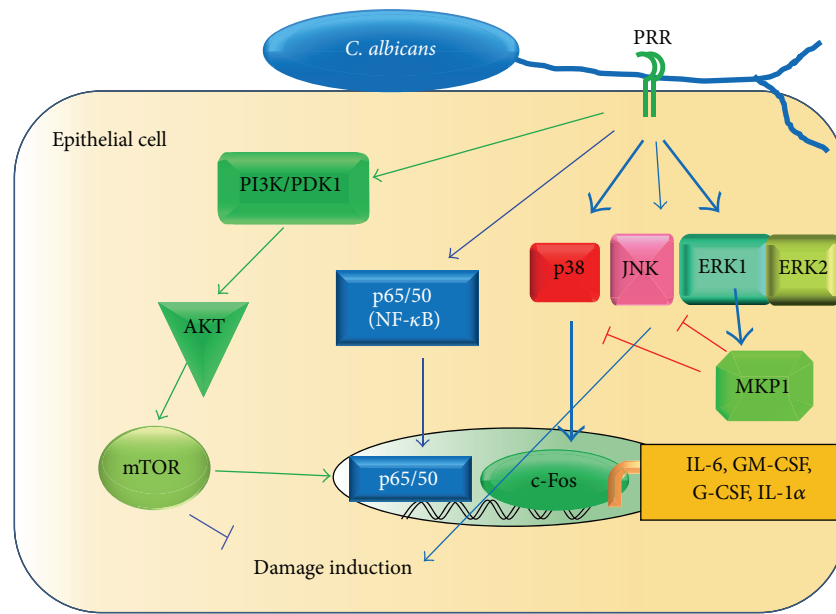 C. albicans
PRR
Epithelial cell
PI3K/PDK1
p38
JNK
ERK1
ERK2
p65/50
(NF-κB)
AKT
MKP1
mTOR
p65/50
c-Fos
IL-6, GM-CSF,
G-CSF, IL-1α
Damage induction